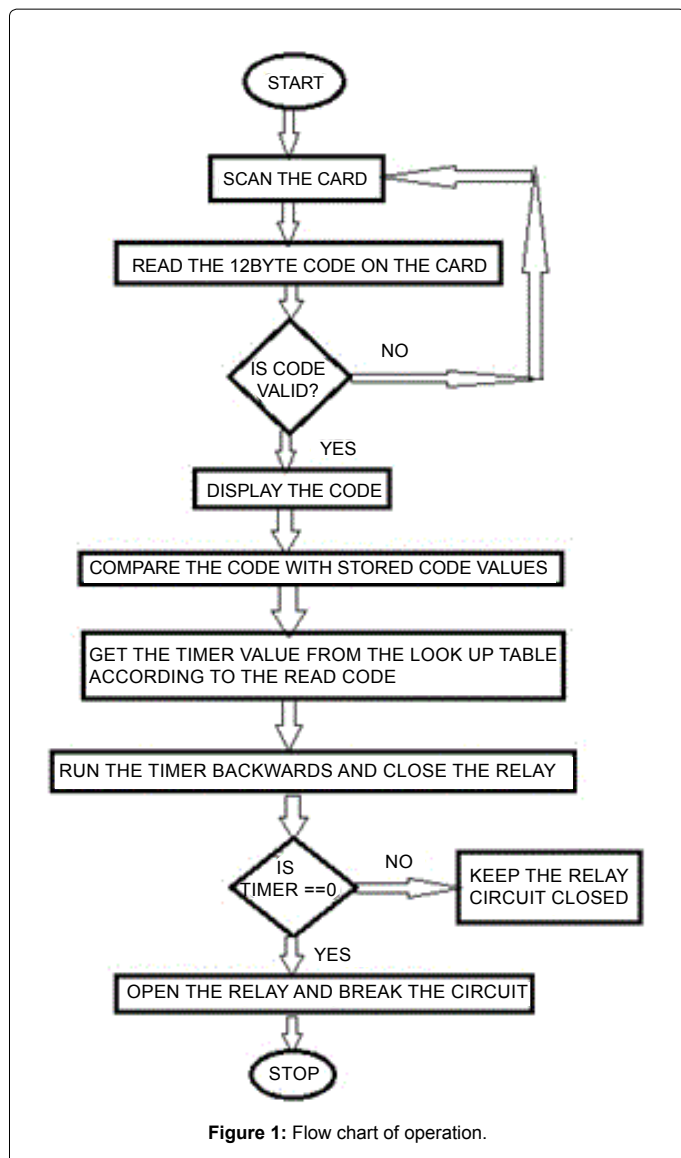 START
SCAN THE CARD
READ THE 12BYTE CODE ON THE CARD
IS CODE
VALID?
NO
YES
DISPLAY THE CODE
COMPARE THE CODE WITH STORED CODE VALUES
GET THE TIMER VALUE FROM THE LOOK UP TABLE
ACCORDING TO THE READ CODE
RUN THE TIMER BACKWARDS AND CLOSE THE RELAY
IS
TIMER ==0
NO
KEEP THE RELAY
CIRCUIT CLOSED
YES
OPEN THE RELAY AND BREAK THE CIRCUIT
STOP
Figure 1: Flow chart of operation.